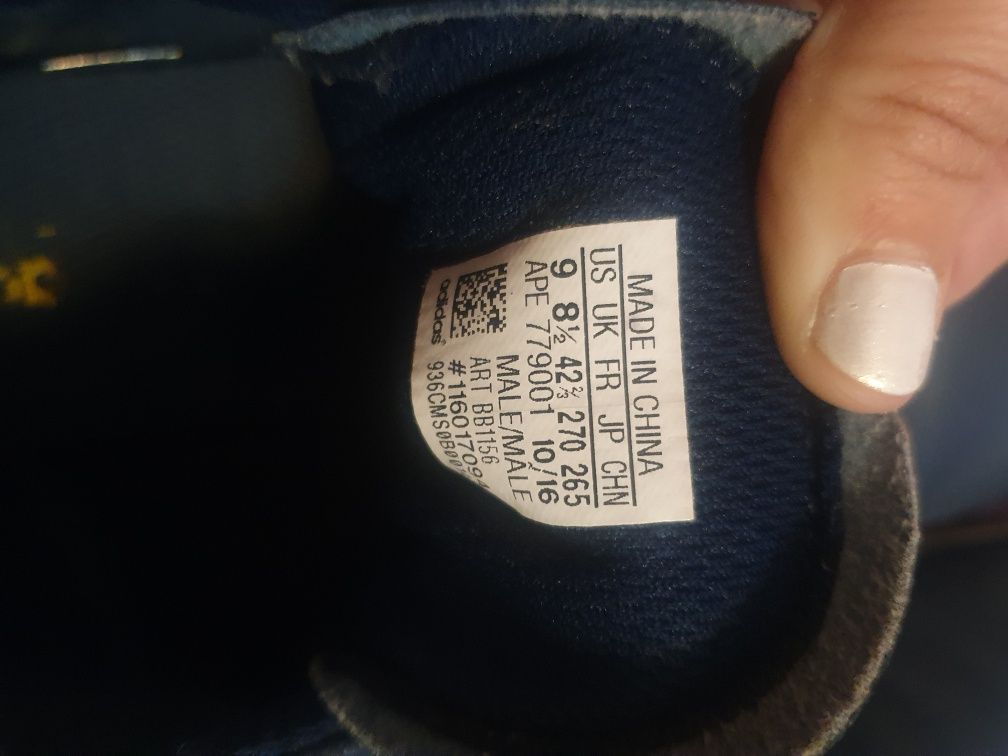 MADE IN CHINA
US UK FR JP CHN
9 8½ 42⅔ 270 265
APE 779001 10/16
MALE/MALE
ART BB1156
adidas